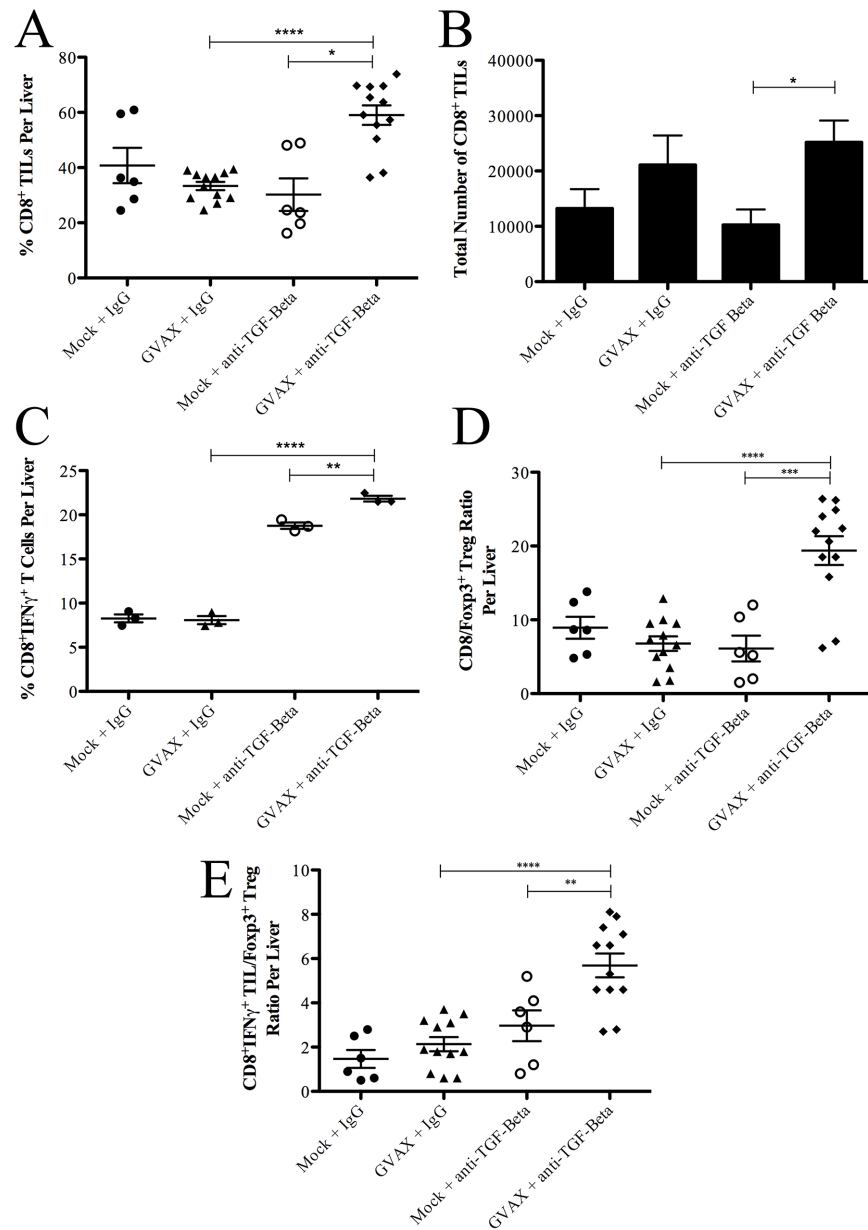 A
****
*
% CD8⁺ TILs Per Liver
80
60
40
20
0
Mock + IgG
GVAX + IgG
Mock + anti-TGF-Beta
GVAX + anti-TGF-Beta
B
*
Total Number of CD8⁺ TILs
40000
30000
20000
10000
0
Mock + IgG
GVAX + IgG
Mock + anti-TGF Beta
GVAX + anti-TGF Beta
C
****
**
% CD8⁺IFNγ⁺ T Cells Per Liver
25
20
15
10
5
0
Mock + IgG
GVAX + IgG
Mock + anti-TGF-Beta
GVAX + anti-TGF-Beta
D
****
***
CD8/Foxp3⁺ Treg Ratio
Per Liver
30
20
10
0
Mock + IgG
GVAX + IgG
Mock + anti-TGF-Beta
GVAX + anti-TGF-Beta
E
****
**
CD8⁺IFNγ⁺ TIL/Foxp3⁺ Treg
Ratio Per Liver
10
8
6
4
2
0
Mock + IgG
GVAX + IgG
Mock + anti-TGF-Beta
GVAX + anti-TGF-Beta